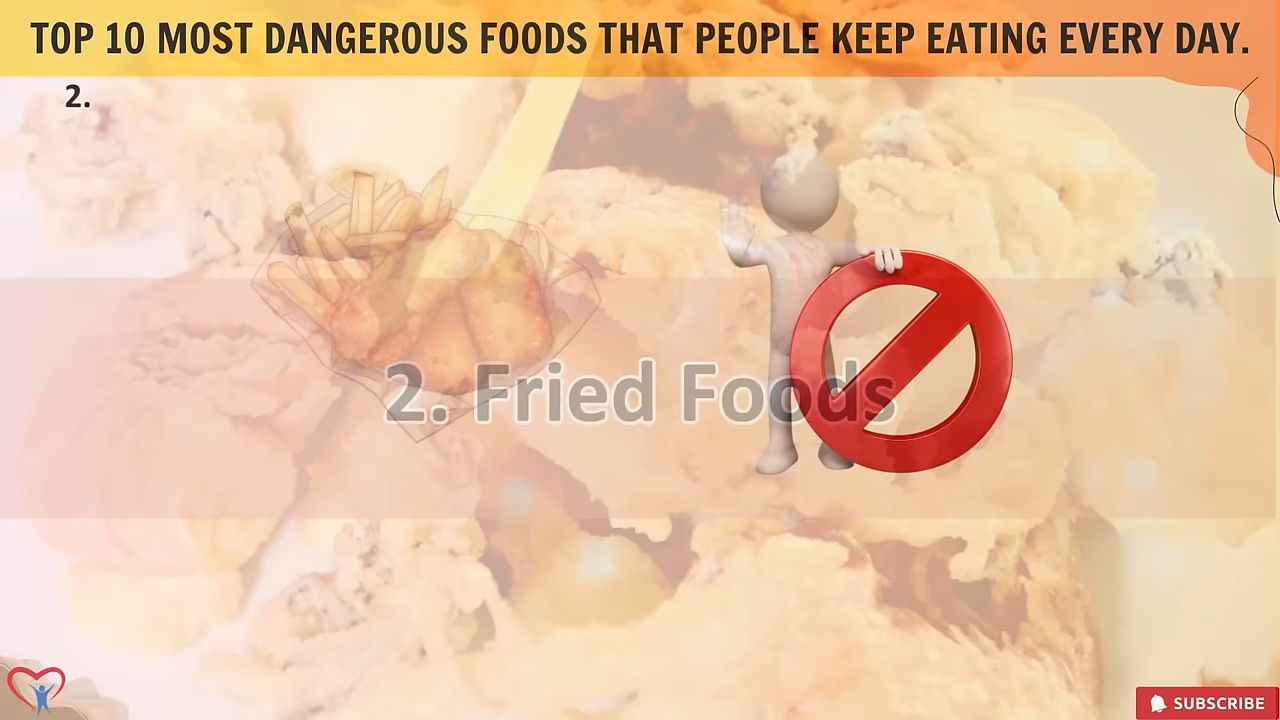 TOP 10 MOST DANGEROUS FOODS THAT PEOPLE KEEP EATING EVERY DAY.
2.
2. Fried Foods
SUBSCRIBE